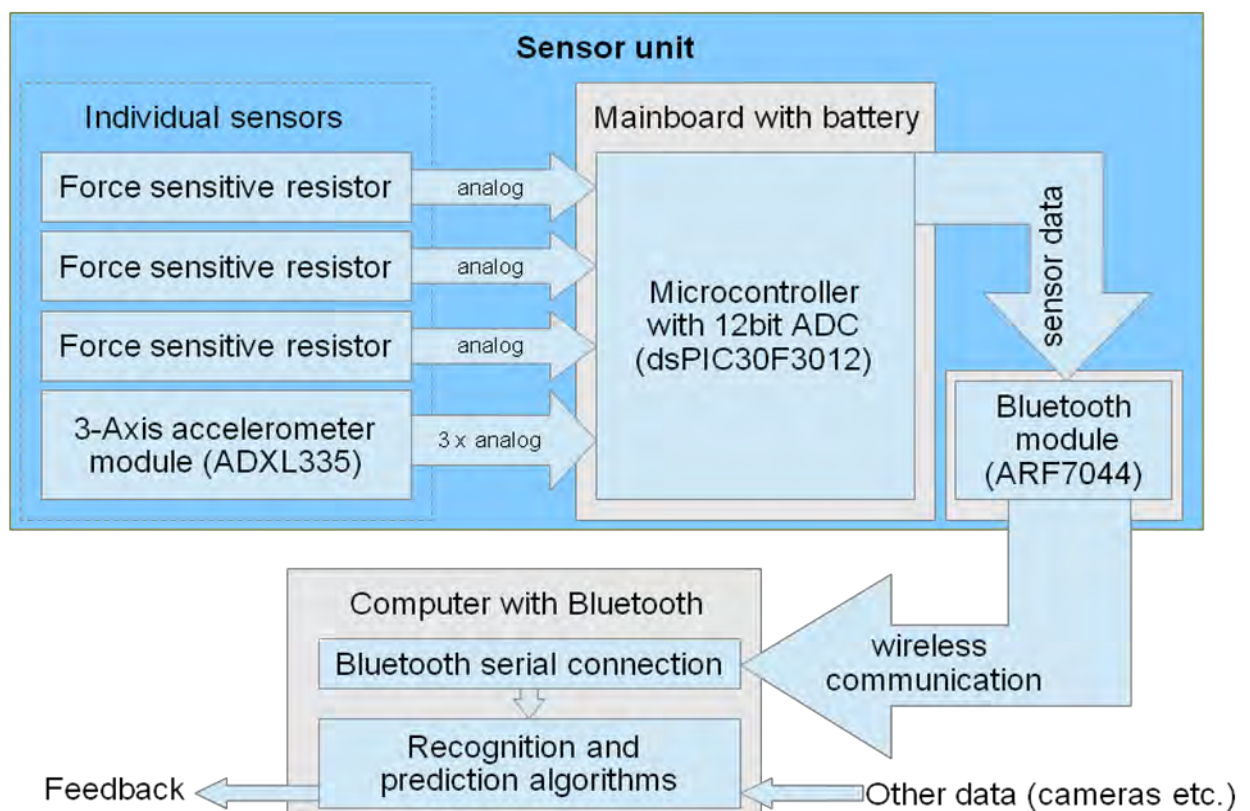 Sensor unit
Individual sensors
Force sensitive resistor
analog
Force sensitive resistor
analog
Force sensitive resistor
analog
3-Axis accelerometer
module (ADXL335)
3 x analog
Mainboard with battery
Microcontroller
with 12bit ADC
(dsPIC30F3012)
sensor data
Bluetooth
module
(ARF7044)
wireless
communication
Computer with Bluetooth
Bluetooth serial connection
Recognition and
prediction algorithms
Feedback
Other data (cameras etc.)